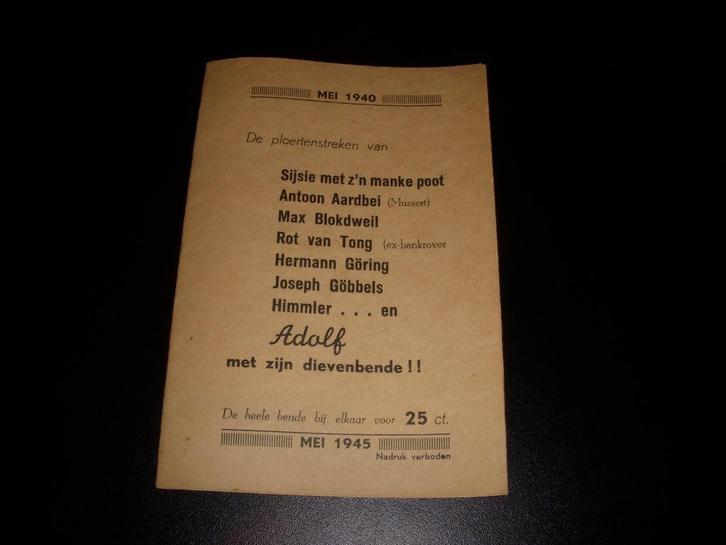 MEI 1940
De ploertenstreken van
Sijsie met z'n manke poot
Antoon Aardbei (Mussert)
Max Blokdweil
Rot van Tong (ex-bankrover
Hermann Göring
Joseph Göbbels
Himmler . . . en
Adolf
met zijn dievenbende !!
De heele bende bij elkaar voor 25 ct.
MEI 1945
Nadruk verboden